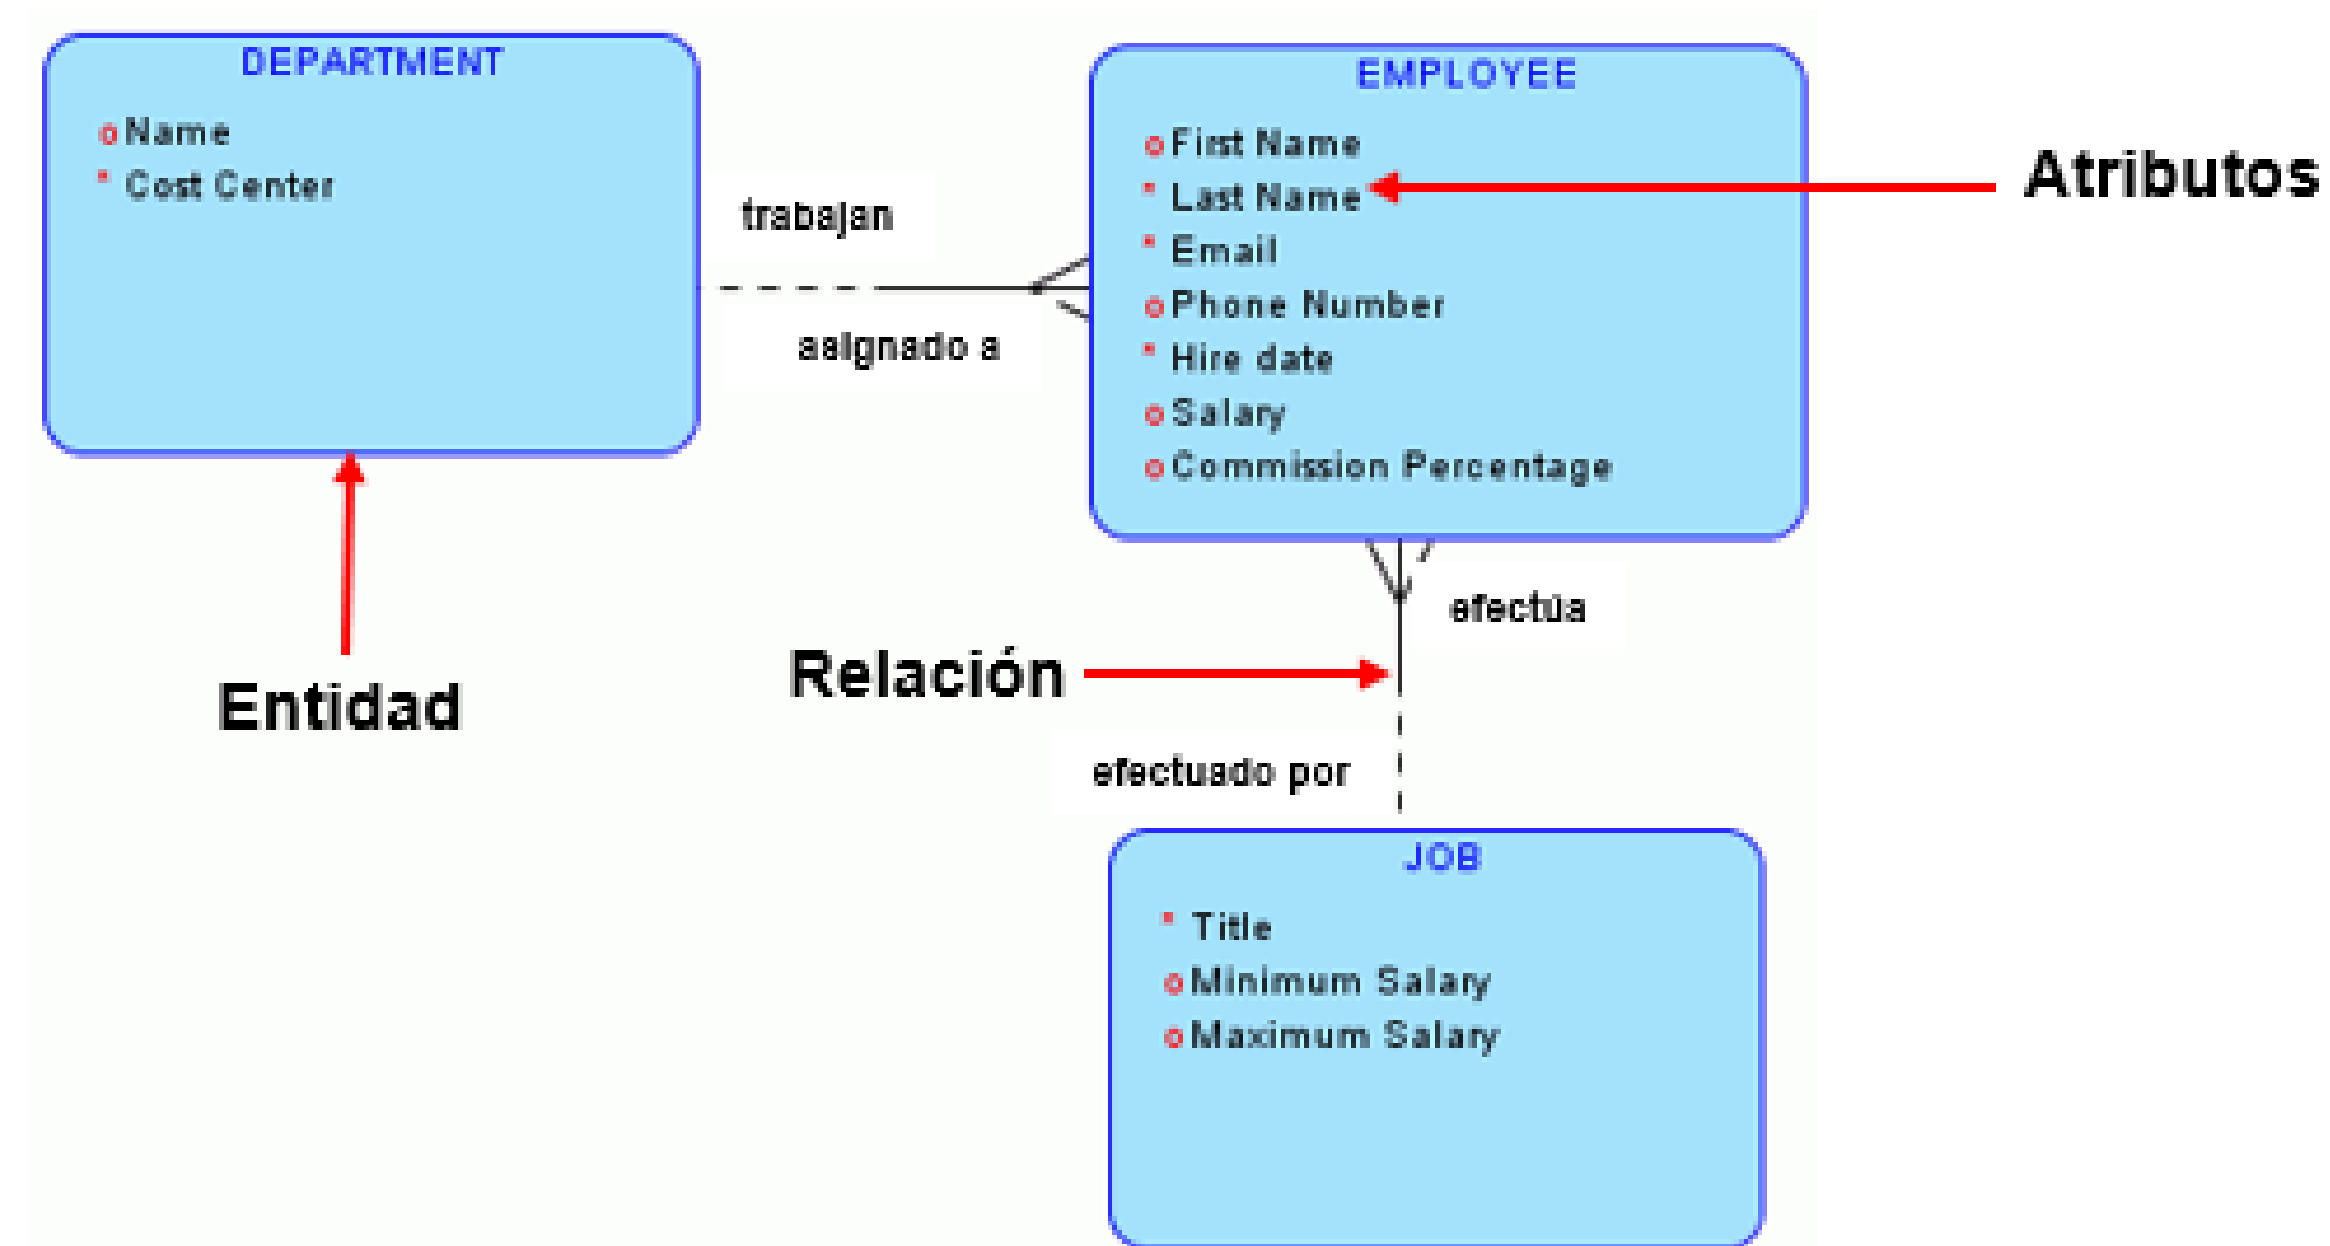 DEPARTMENT
o Name
* Cost Center
trabajan
asignado a
EMPLOYEE
o First Name
* Last Name
* Email
o Phone Number
* Hire date
o Salary
o Commission Percentage
Atributos
Entidad
Relación
efectúa
efectuado por
JOB
* Title
o Minimum Salary
o Maximum Salary